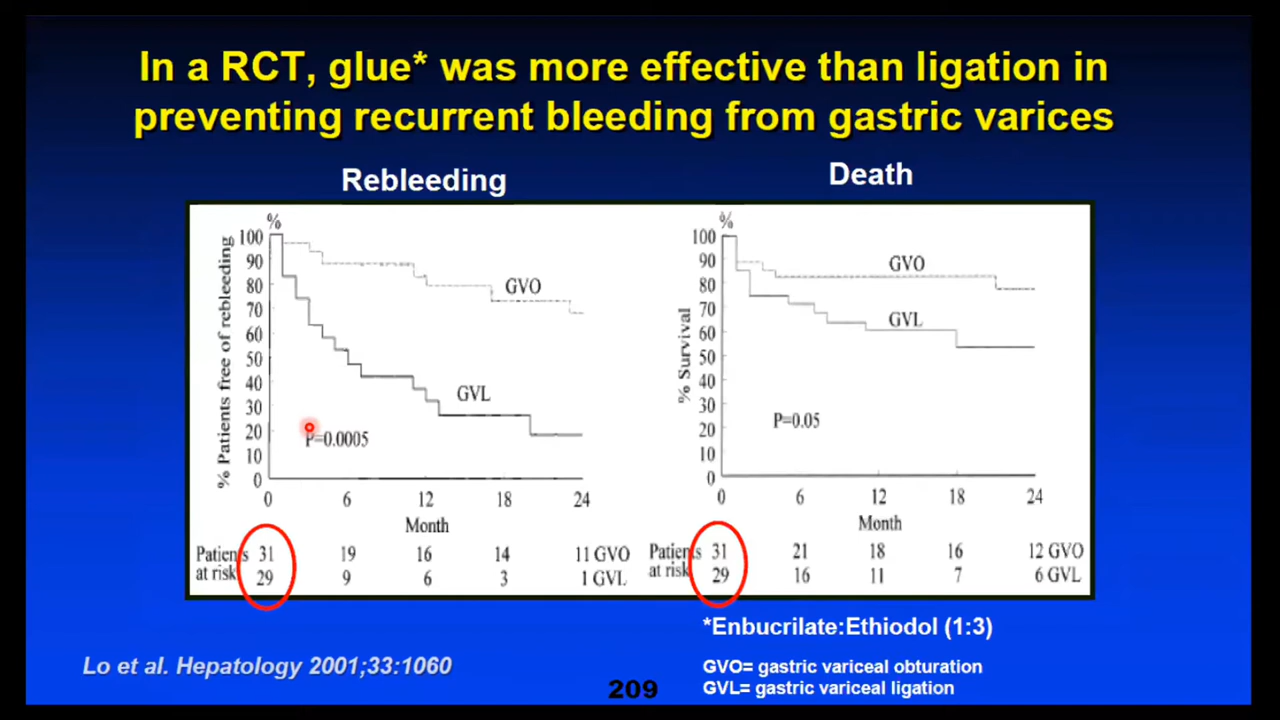 In a RCT, glue* was more effective than ligation in
preventing recurrent bleeding from gastric varices
Rebleeding
%
% Patients free of rebleeding
100
90
80
70
60
50
40
30
20
10
0
GVO
GVL
P=0.0005
0 6 12 18 24
Month
Patients at risk
31 19 16 14 11 GVO
29 9 6 3 1 GVL
Death
%
% Survival
100
90
80
70
60
50
40
30
20
10
0
GVO
GVL
P=0.05
0 6 12 18 24
Month
Patients at risk
31 21 18 16 12 GVO
29 16 11 7 6 GVL
*Enbucrilate:Ethiodol (1:3)
Lo et al. Hepatology 2001;33:1060
209
GVO= gastric variceal obturation
GVL= gastric variceal ligation